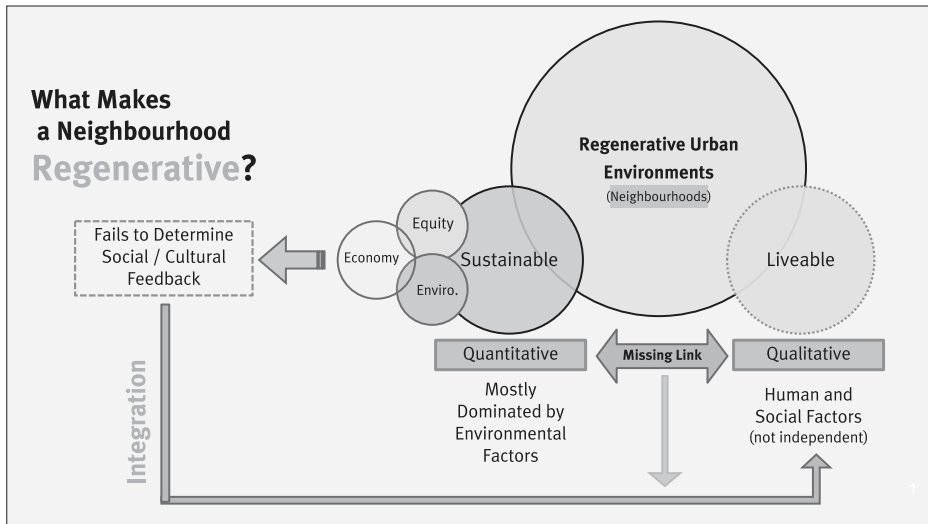 What Makes
a Neighbourhood
Regenerative?
Regenerative Urban
Environments
(Neighbourhoods)
Equity
Economy
Enviro.
Sustainable
Liveable
Fails to Determine
Social / Cultural
Feedback
Quantitative
Missing Link
Qualitative
Mostly
Dominated by
Environmental
Factors
Human and
Social Factors
(not independent)
Integration
1